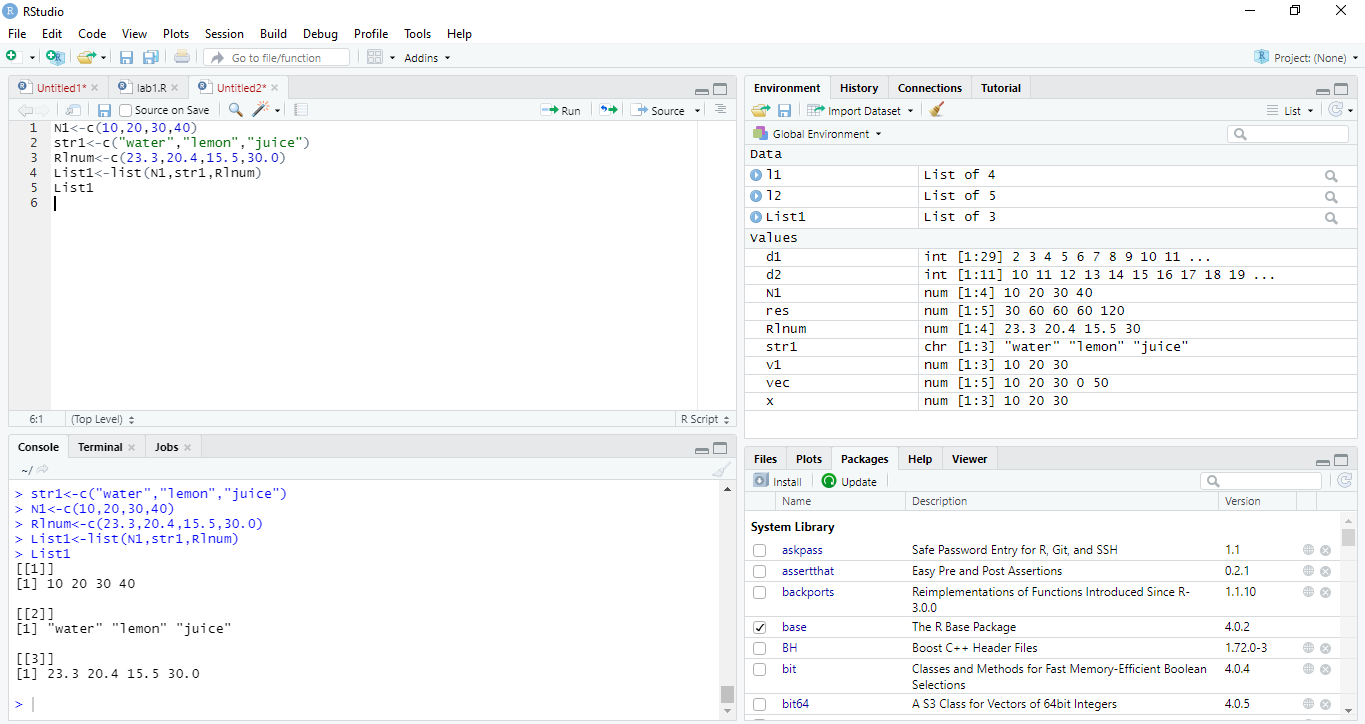 RStudio
File Edit Code View Plots Session Build Debug Profile Tools Help
Go to file/function Addins Project: (None)
Untitled1* lab1.R Untitled2*
Source on Save Run Source
1 N1<-c(10,20,30,40)
2 str1<-c("water","lemon","juice")
3 Rlnum<-c(23.3,20.4,15.5,30.0)
4 List1<-list(N1,str1,Rlnum)
5 List1
6
6:1 (Top Level) R Script
Console Terminal Jobs
~/
> str1<-c("water","lemon","juice")
> N1<-c(10,20,30,40)
> Rlnum<-c(23.3,20.4,15.5,30.0)
> List1<-list(N1,str1,Rlnum)
> List1
[[1]]
[1] 10 20 30 40
[[2]]
[1] "water" "lemon" "juice"
[[3]]
[1] 23.3 20.4 15.5 30.0
>
Environment History Connections Tutorial
Import Dataset List
Global Environment
Data
l1 List of 4
l2 List of 5
List1 List of 3
Values
d1 int [1:29] 2 3 4 5 6 7 8 9 10 11 ...
d2 int [1:11] 10 11 12 13 14 15 16 17 18 19 ...
N1 num [1:4] 10 20 30 40
res num [1:5] 30 60 60 60 120
Rlnum num [1:4] 23.3 20.4 15.5 30
str1 chr [1:3] "water" "lemon" "juice"
v1 num [1:3] 10 20 30
vec num [1:5] 10 20 30 0 50
x num [1:3] 10 20 30
Files Plots Packages Help Viewer
Install Update
Name Description Version
System Library
askpass Safe Password Entry for R, Git, and SSH 1.1
assertthat Easy Pre and Post Assertions 0.2.1
backports Reimplementations of Functions Introduced Since R-
3.0.0 1.1.10
base The R Base Package 4.0.2
BH Boost C++ Header Files 1.72.0-3
bit Classes and Methods for Fast Memory-Efficient Boolean
Selections 4.0.4
bit64 A S3 Class for Vectors of 64bit Integers 4.0.5